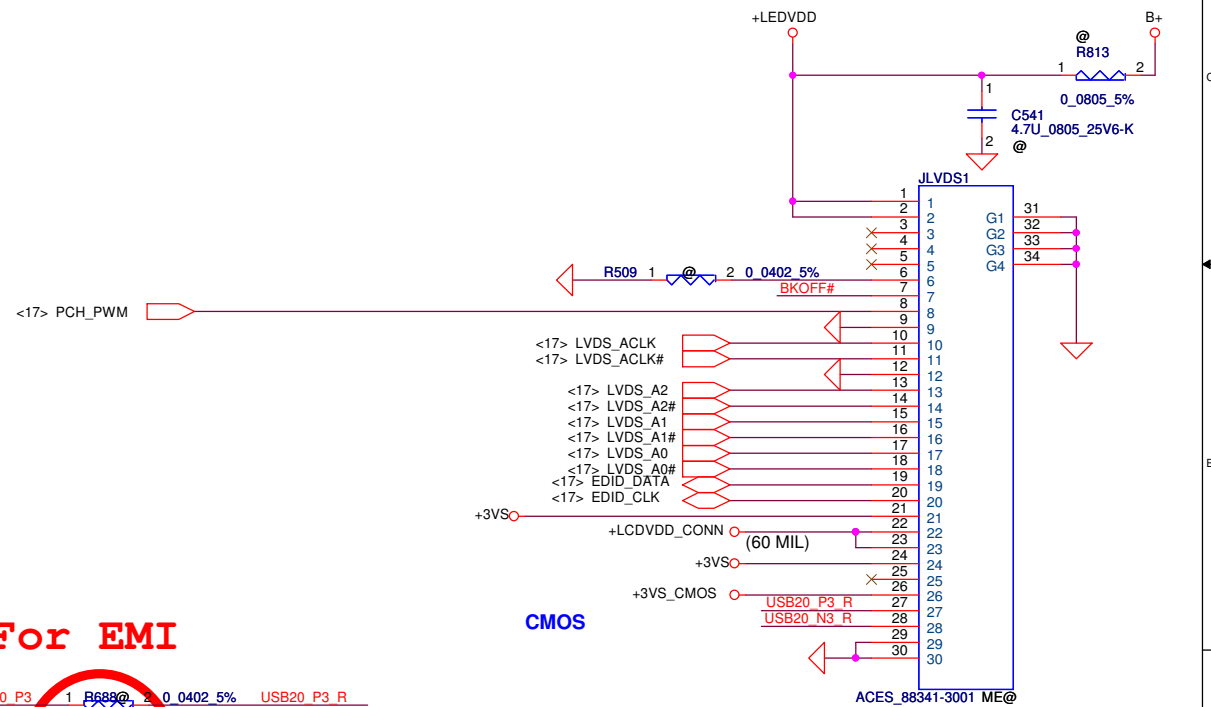 +LEDVDD
B+
@
R813
1 2
0_0805_5%
C
1
C541
4.7U_0805_25V6-K
2
@
JLVDS1
1 1
2 2
3 3
4 4
5 5
R509 1 @ 2 0_0402_5% 6 6
BKOFF# 7 7
<17> PCH_PWM 8 8
9 9
<17> LVDS_ACLK 10 10
<17> LVDS_ACLK# 11 11
12 12
<17> LVDS_A2 13 13
<17> LVDS_A2# 14 14
<17> LVDS_A1 15 15
<17> LVDS_A1# 16 16
<17> LVDS_A0 17 17
<17> LVDS_A0# 18 18
<17> EDID_DATA 19 19
<17> EDID_CLK 20 20
+3VS 21 21
+LCDVDD_CONN 22 22
(60 MIL) 23 23
+3VS 24 24
25 25
+3VS_CMOS 26 26
USB20_P3_R 27 27
USB20_N3_R 28 28
29 29
30 30
G1 31
G2 32
G3 33
G4 34
CMOS
ACES_88341-3001 ME@
For EMI
0_P3 1 R688@ 2 0_0402_5% USB20_P3_R